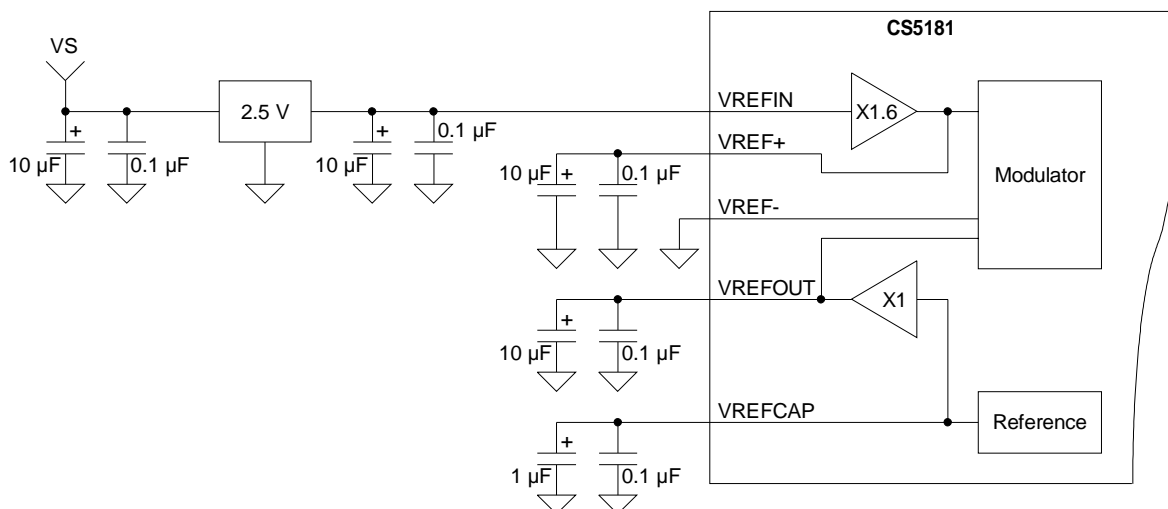 CS5181
VS
2.5 V
+
10 µF
0.1 µF
+
10 µF
0.1 µF
VREFIN
X1.6
VREF+
+
10 µF
0.1 µF
Modulator
VREF-
VREFOUT
X1
+
10 µF
0.1 µF
VREFCAP
Reference
+
1 µF
0.1 µF